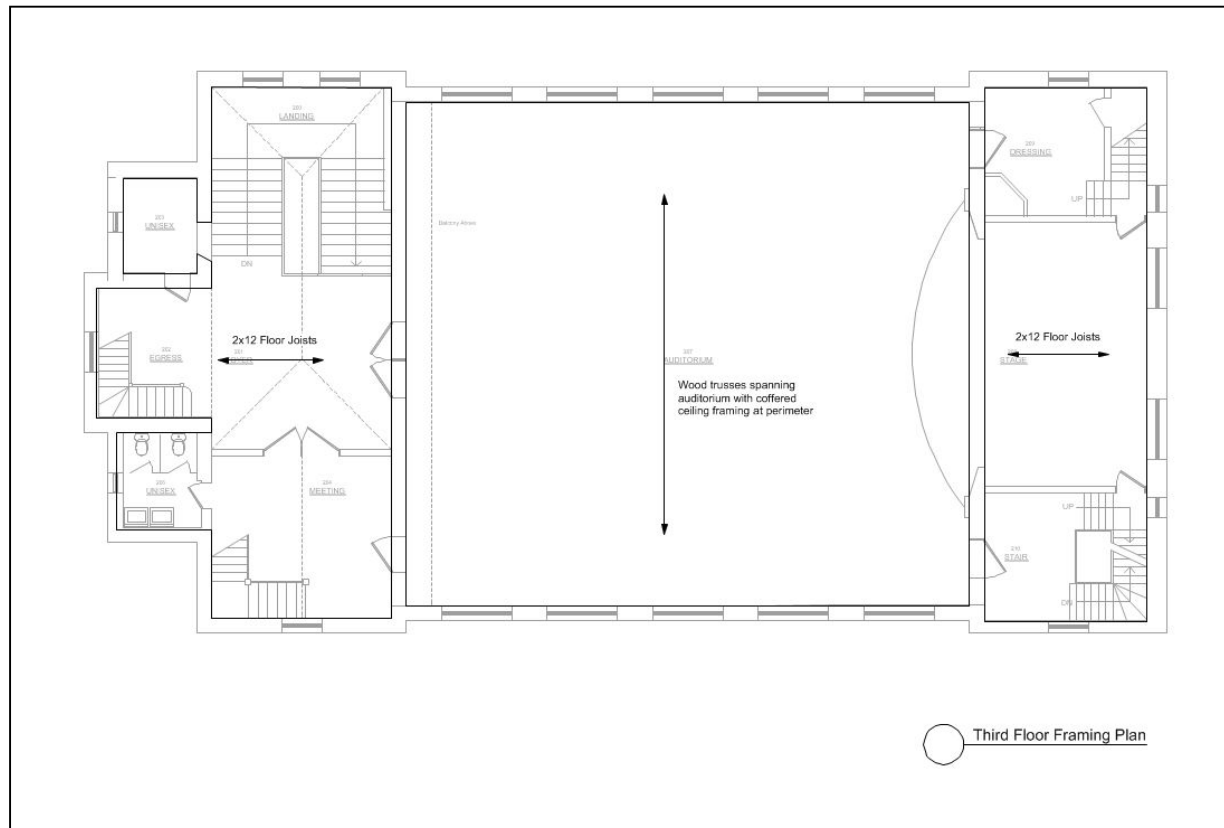 LANDING
DRESSING
UP
UNISEX
Balcony Above
DN
2x12 Floor Joists
EGRESS
AUDITORIUM
Wood trusses spanning
auditorium with coffered
ceiling framing at perimeter
2x12 Floor Joists
STAGE
UNISEX
MEETING
UP
STAIR
DN
Third Floor Framing Plan